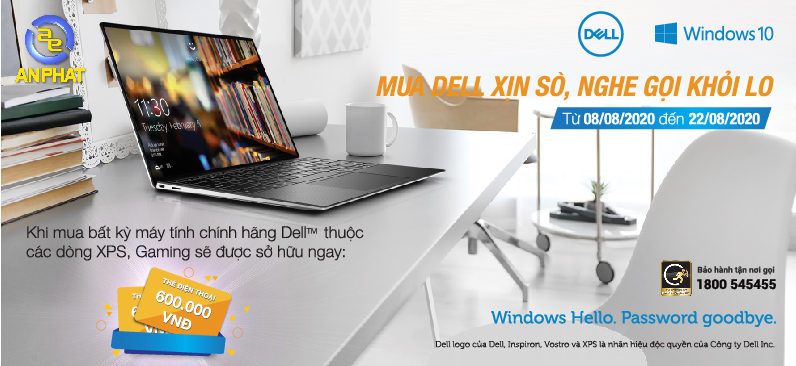 ae
ANPHAT
DELL
Windows 10
MUA DELL XỊN SÒ, NGHE GỌI KHỎI LO
Từ 08/08/2020 đến 22/08/2020
11:30
Tuesday, February 5
Khi mua bất kỳ máy tính chính hãng Dell™ thuộc
các dòng XPS, Gaming sẽ được sở hữu ngay:
THẺ ĐIỆN THOẠI
600.000
VNĐ
Bảo hành tận nơi gọi
1800 545455
Windows Hello. Password goodbye.
Dell logo của Dell, Inspiron, Vostro và XPS là nhãn hiệu độc quyền của Công ty Dell Inc.